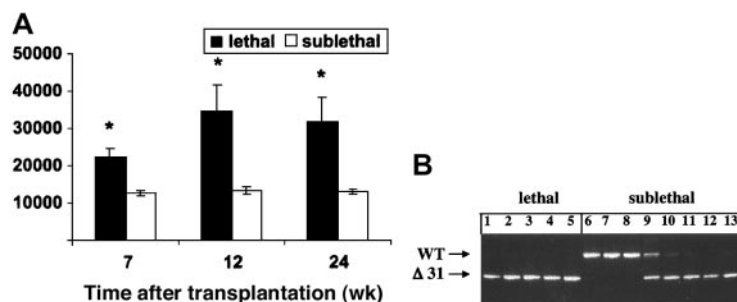 A
lethal sublethal
50000
40000
30000
20000
10000
* * *
7 12 24
Time after transplantation (wk)
B
lethal sublethal
1 2 3 4 5 6 7 8 9 10 11 12 13
WT →
Δ 31 →